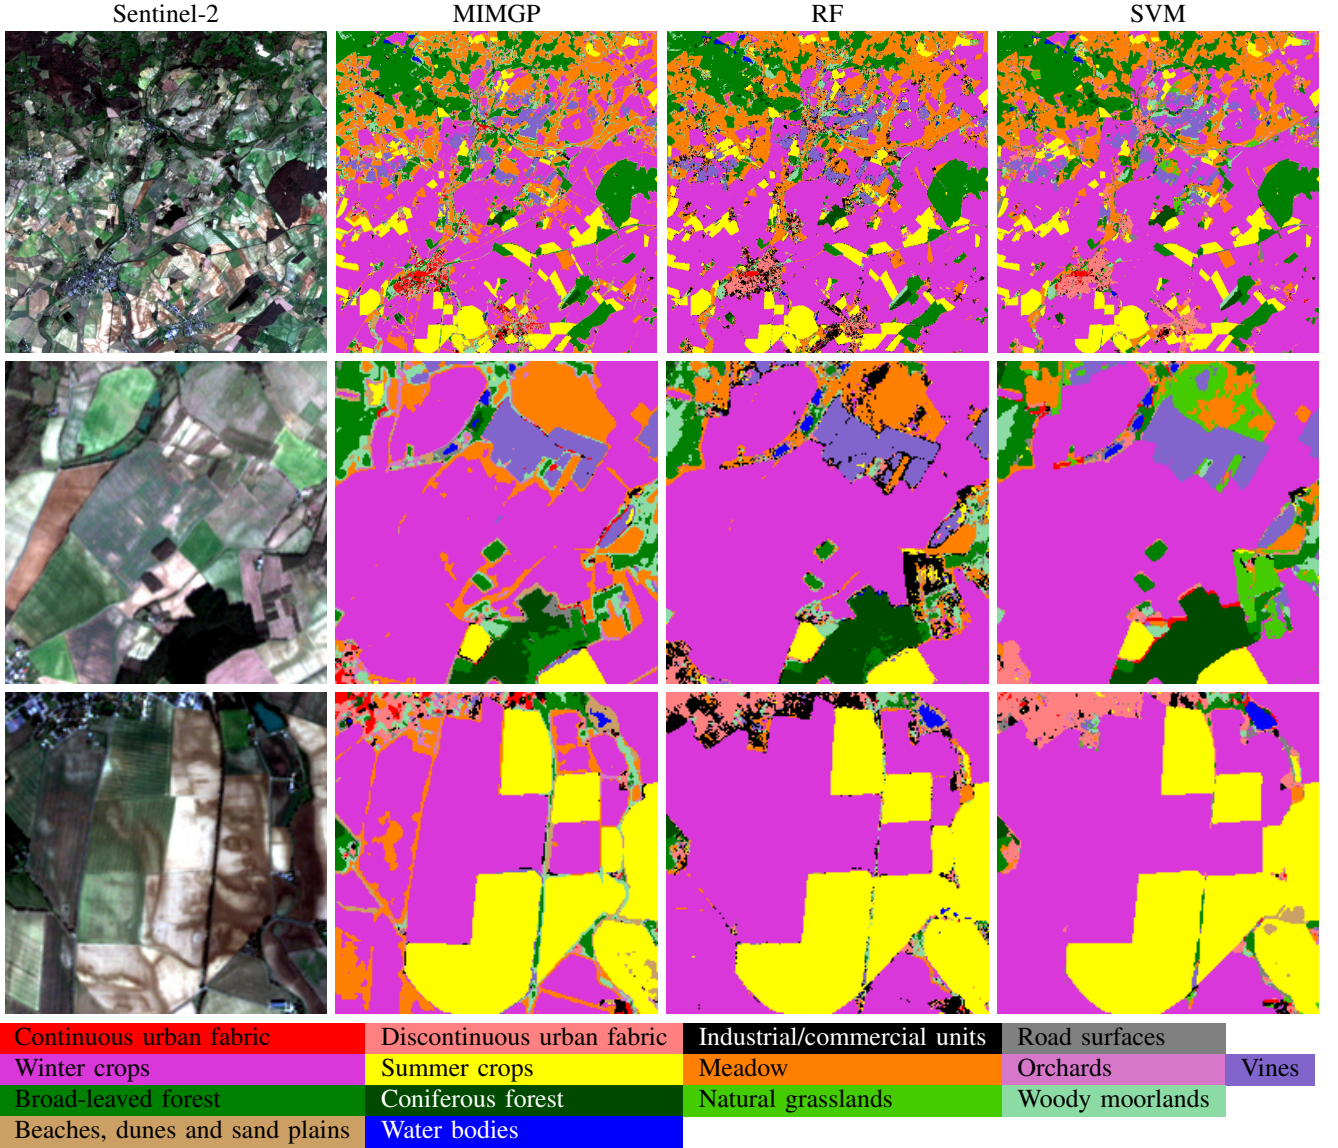 Sentinel-2 MIMGP RF SVM
Continuous urban fabric Discontinuous urban fabric Industrial/commercial units Road surfaces
Winter crops Summer crops Meadow Orchards Vines
Broad-leaved forest Coniferous forest Natural grasslands Woody moorlands
Beaches, dunes and sand plains Water bodies